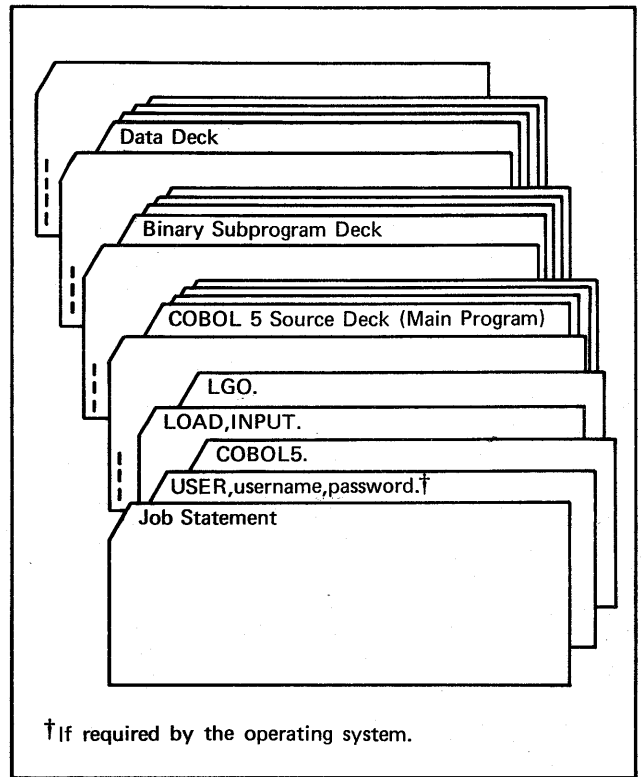 Data Deck
Binary Subprogram Deck
COBOL 5 Source Deck (Main Program)
LGO.
LOAD,INPUT.
COBOL5.
USER,username,password.†
Job Statement
†If required by the operating system.